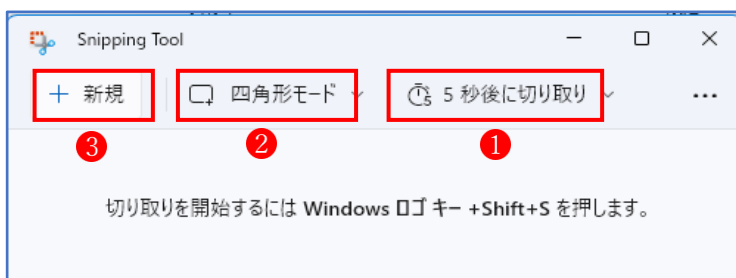 Snipping Tool
+ 新規 四角形モード 5 秒後に切り取り ...
3 2 1
切り取りを開始するには Windows ロゴ キー +Shift+S を押します。